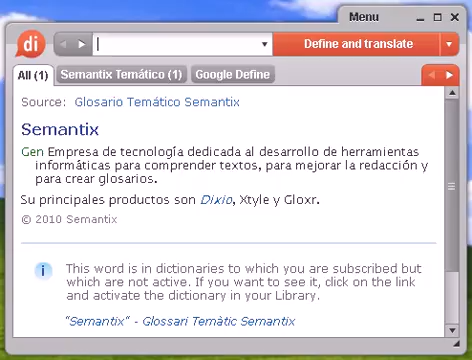 Menu
di
Define and translate
All (1)
Semantix Temático (1)
Google Define
Source: Glosario Temático Semantix
Semantix
Gen Empresa de tecnología dedicada al desarrollo de herramientas
informáticas para comprender textos, para mejorar la redacción y
para crear glosarios.
Su principales productos son Dixio, Xtyle y Gloxr.
© 2010 Semantix
i
This word is in dictionaries to which you are subscribed but
which are not active. If you want to see it, click on the link
and activate the dictionary in your Library.
"Semantix" - Glossari Temàtic Semantix